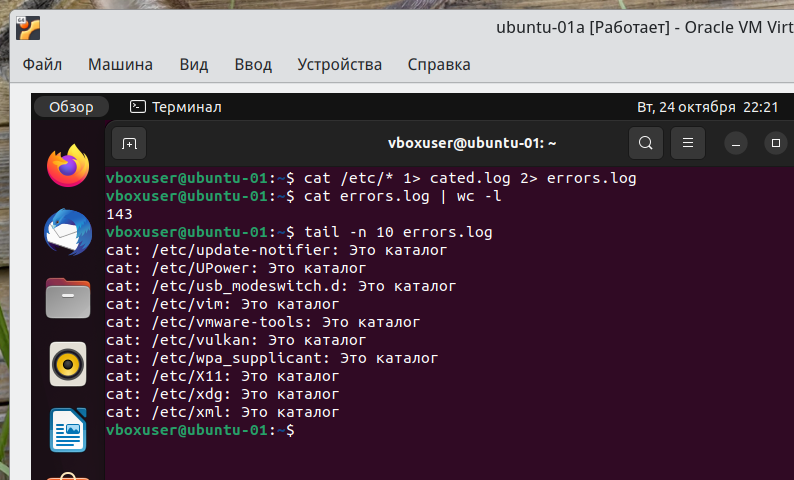 ubuntu-01a [Работает] - Oracle VM Virt
Файл Машина Вид Ввод Устройства Справка
Обзор Терминал Вт, 24 октября 22:21
vboxuser@ubuntu-01: ~
vboxuser@ubuntu-01:~$ cat /etc/* 1> cated.log 2> errors.log
vboxuser@ubuntu-01:~$ cat errors.log | wc -l
143
vboxuser@ubuntu-01:~$ tail -n 10 errors.log
cat: /etc/update-notifier: Это каталог
cat: /etc/UPower: Это каталог
cat: /etc/usb_modeswitch.d: Это каталог
cat: /etc/vim: Это каталог
cat: /etc/vmware-tools: Это каталог
cat: /etc/vulkan: Это каталог
cat: /etc/wpa_supplicant: Это каталог
cat: /etc/X11: Это каталог
cat: /etc/xdg: Это каталог
cat: /etc/xml: Это каталог
vboxuser@ubuntu-01:~$